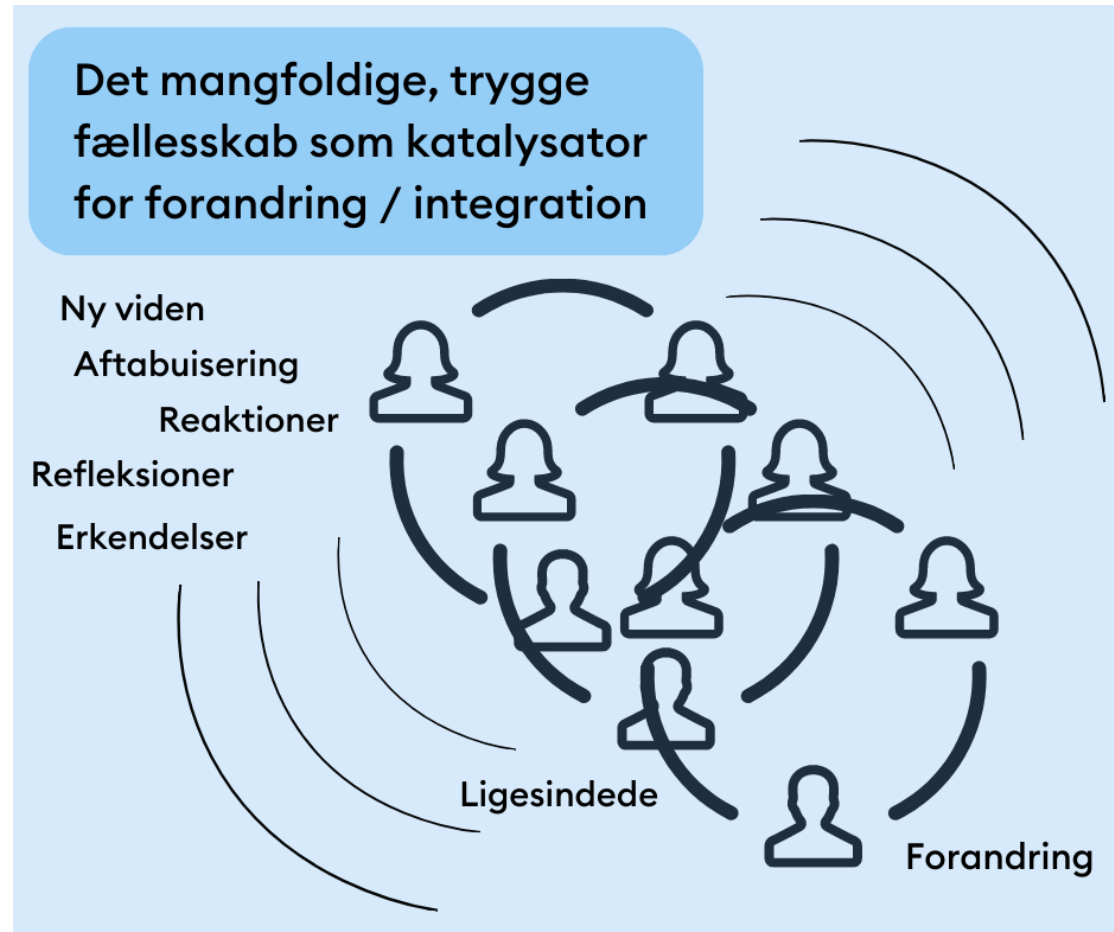 Det mangfoldige, trygge
fællesskab som katalysator
for forandring / integration
Ny viden
Aftabuisering
Reaktioner
Refleksioner
Erkendelser
Ligesindede
Forandring